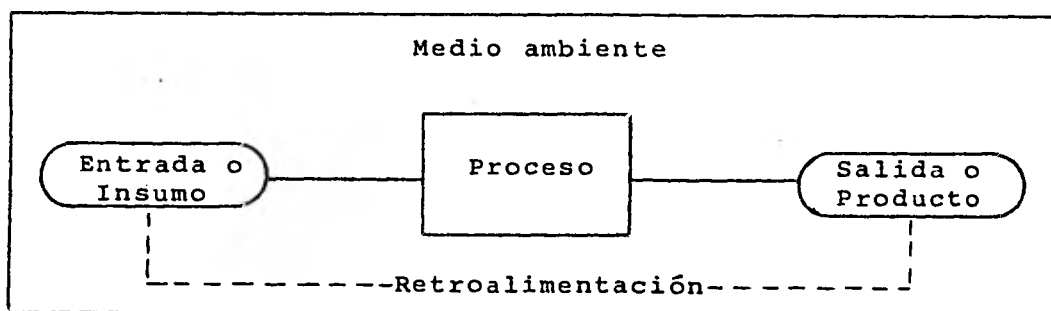 Medio ambiente
Entrada o
Insumo
Proceso
Salida o
Producto
Retroalimentación